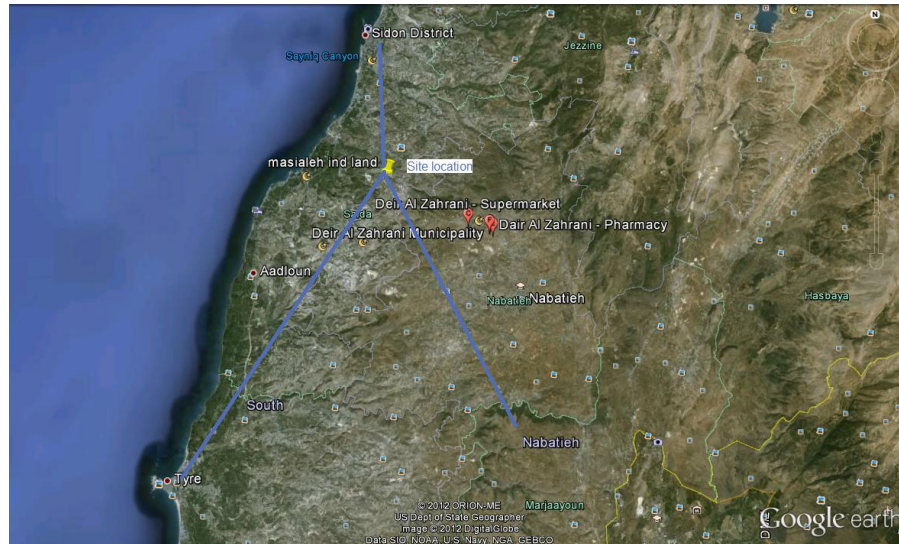 N
Sidon District
Jezzine
Sayniq Canyon
masialeh ind land
Site location
Deir Al Zahrani - Supermarket
Saida
Dair Al Zahrani - Pharmacy
Deir Al Zahrani Municipality
Aadloun
Nabatieh
Nabatieh
Hasbaya
South
Nabatieh
Tyre
Marjaayoun
© 2012 ORION-ME
US Dept of State Geographer
Image © 2012 DigitalGlobe
Data SIO, NOAA, U.S. Navy, NGA, GEBCO
Google earth